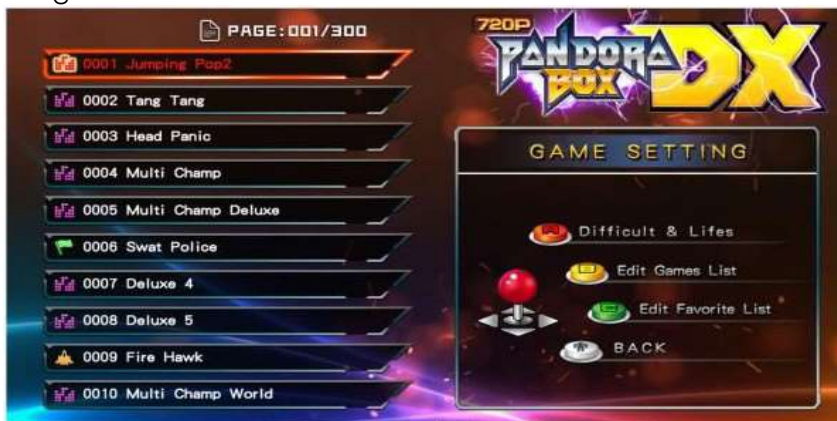 PAGE:001/300
0001 Jumping Pop2
0002 Tang Tang
0003 Head Panic
0004 Multi Champ
0005 Multi Champ Deluxe
0006 Swat Police
0007 Deluxe 4
0008 Deluxe 5
0009 Fire Hawk
0010 Multi Champ World
720P
PANDORA
BOX
DX
GAME SETTING
Difficult & Lifes
Edit Games List
Edit Favorite List
BACK